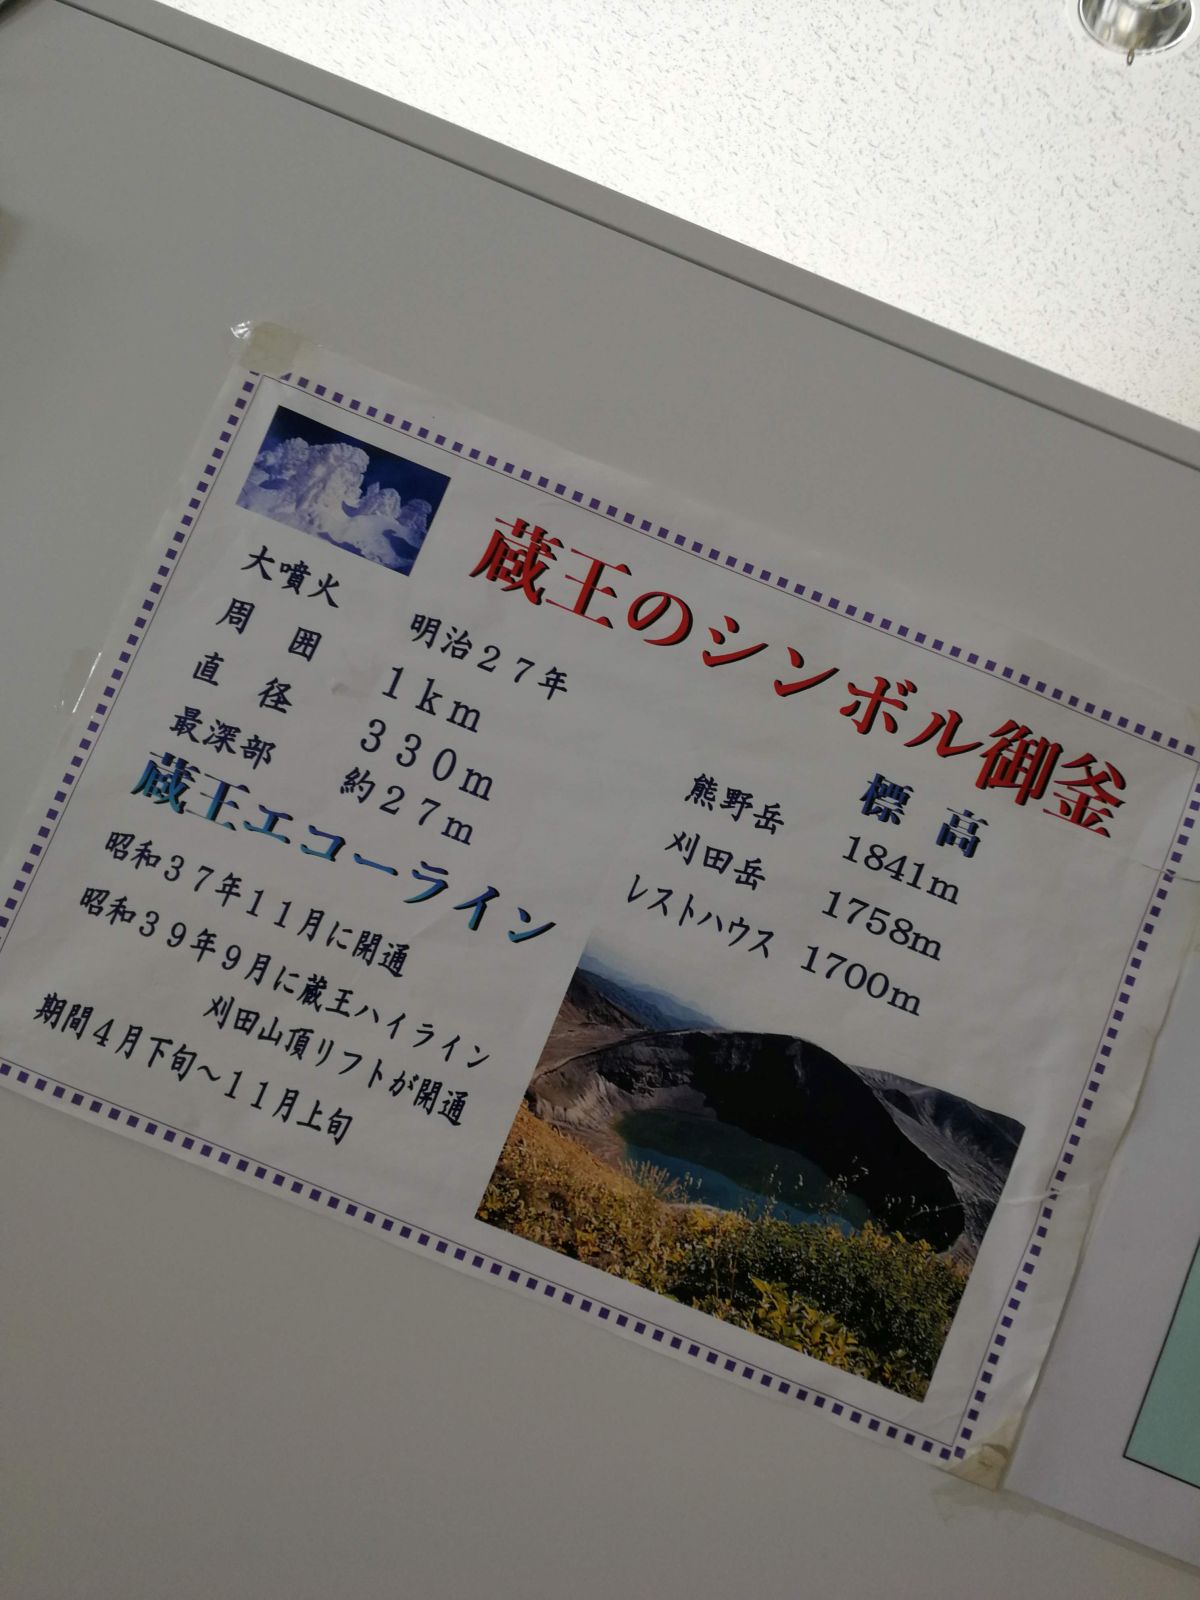 蔵王のシンボル御釜
大噴火 明治27年
周囲 1km
直径 330m
最深部 約27m
標高
熊野岳 1841m
刈田岳 1758m
レストハウス 1700m
蔵王エコーライン
昭和37年11月に開通
昭和39年9月に蔵王ハイライン
刈田山頂リフトが開通
期間4月下旬～11月上旬